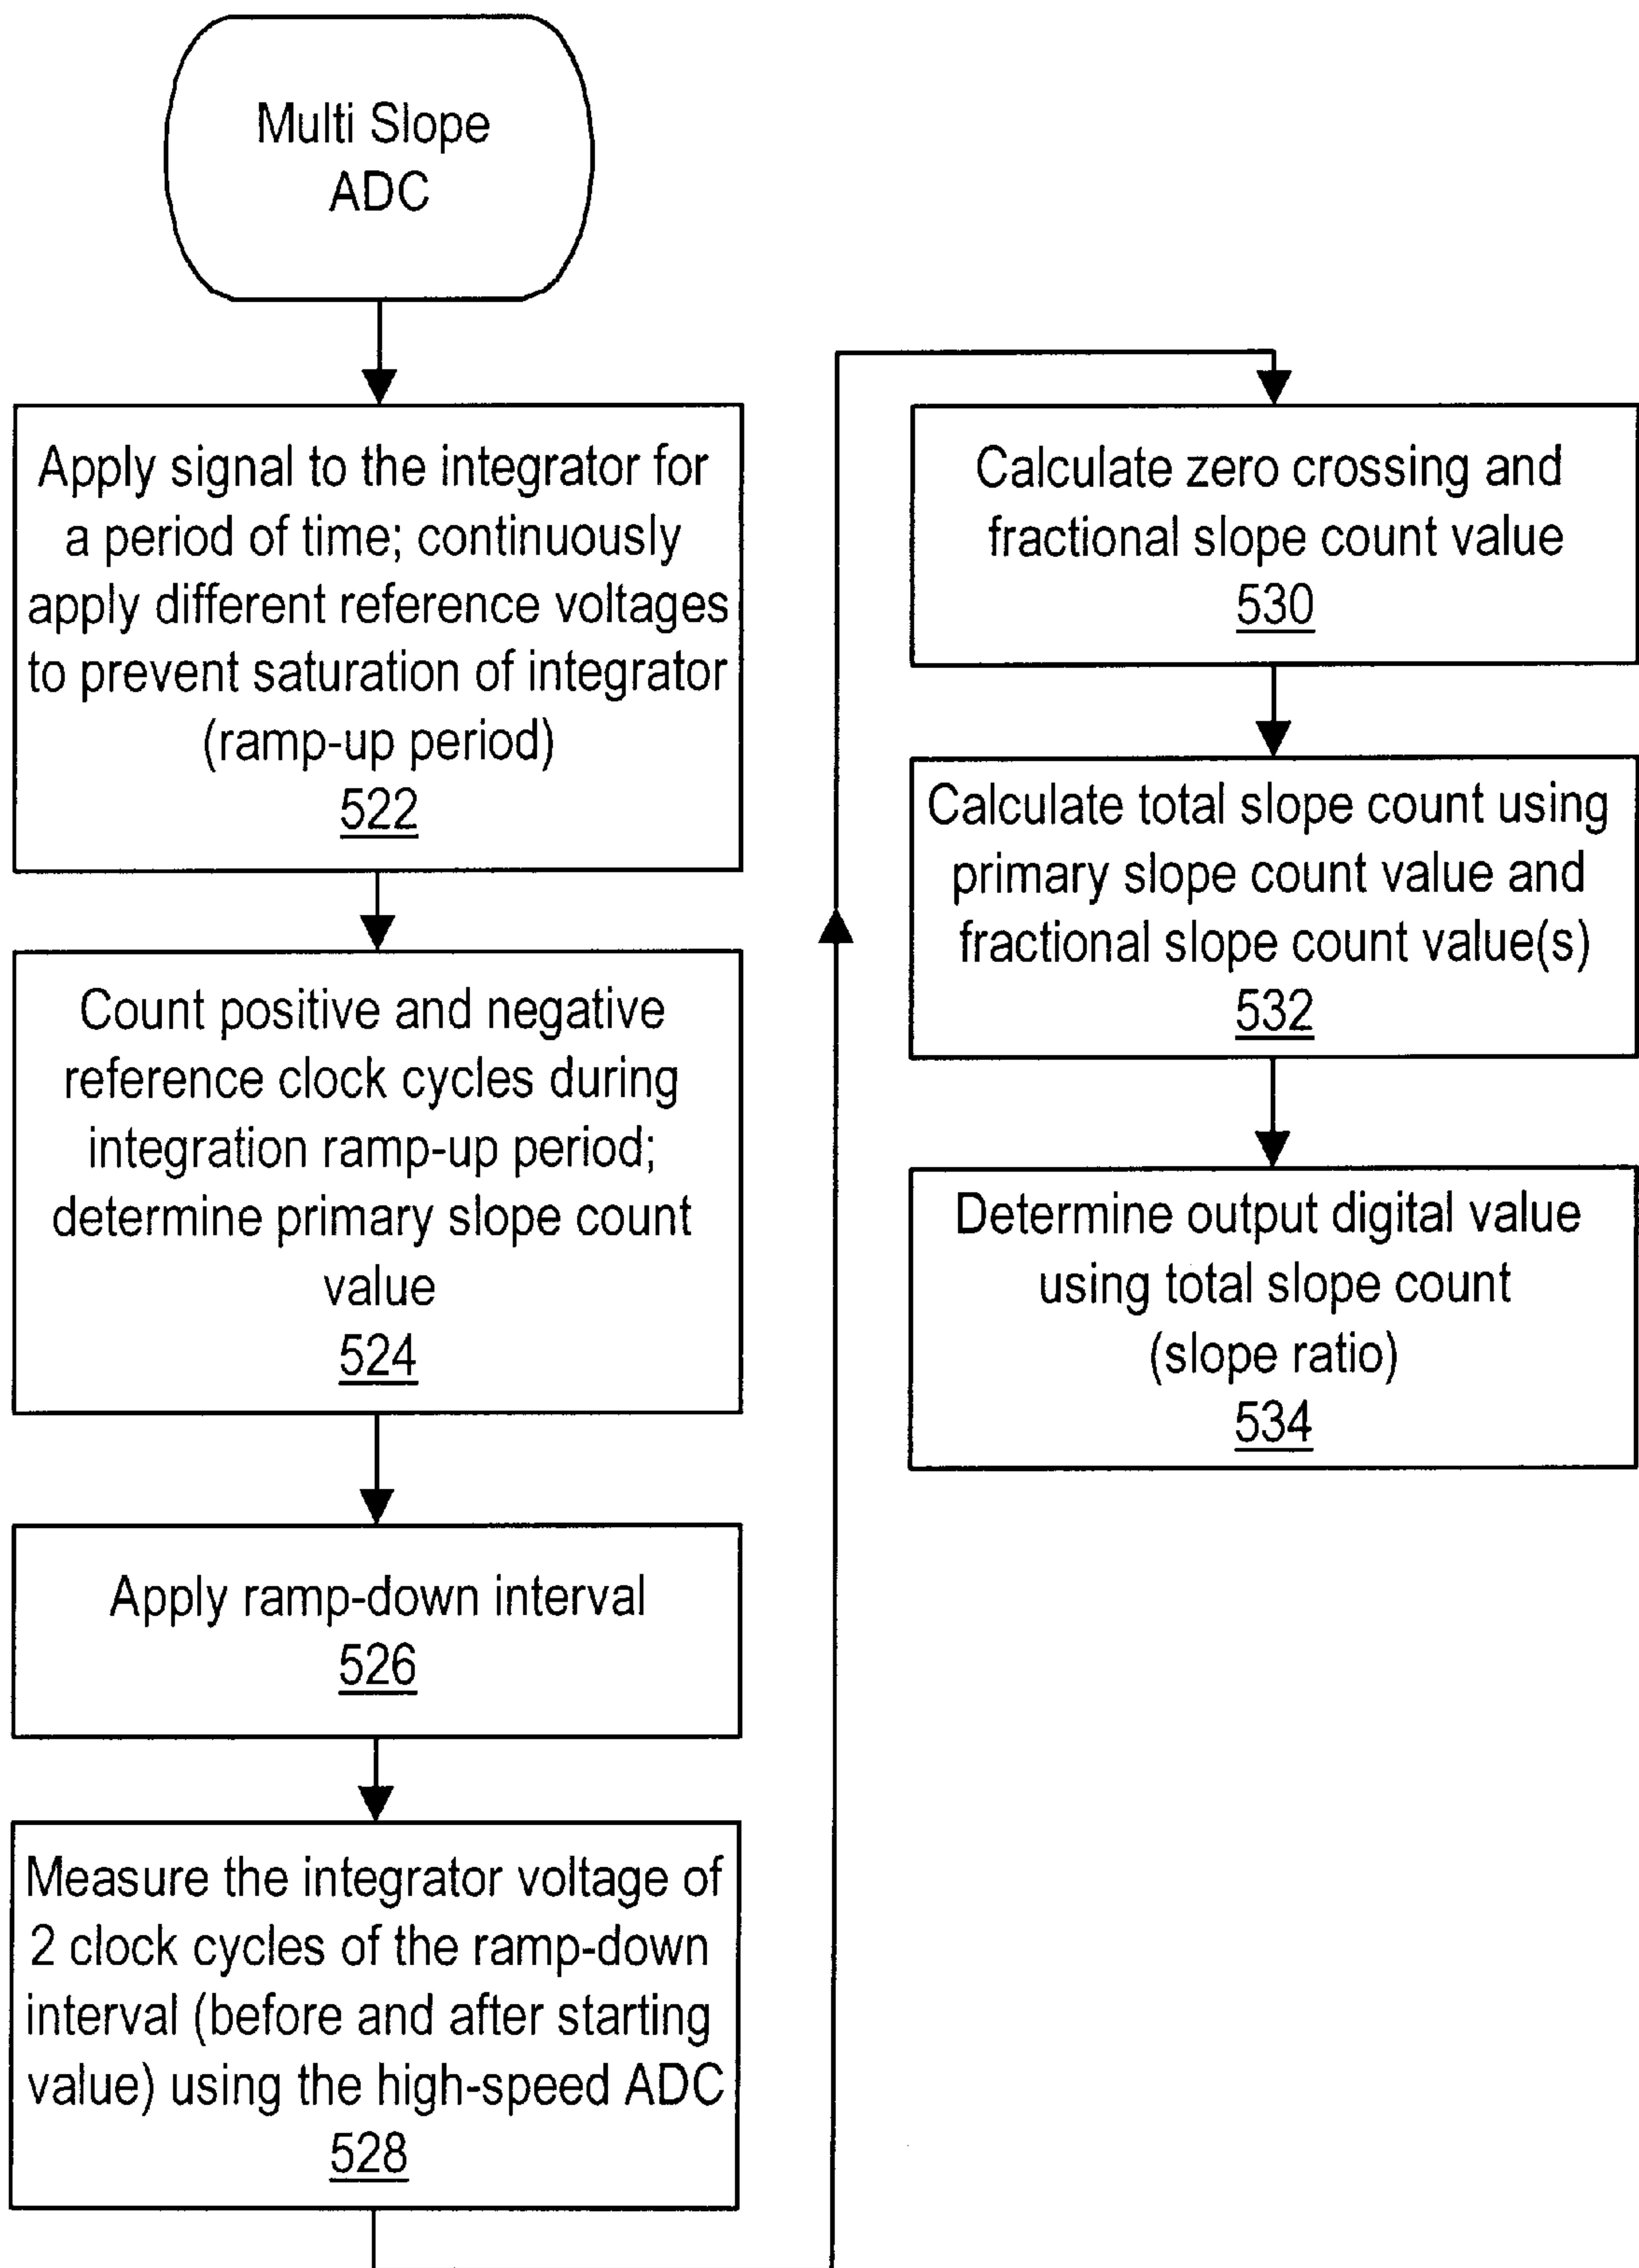 Multi Slope
ADC
Apply signal to the integrator for
a period of time; continuously
apply different reference voltages
to prevent saturation of integrator
(ramp-up period)
522
Count positive and negative
reference clock cycles during
integration ramp-up period;
determine primary slope count
value
524
Apply ramp-down interval
526
Measure the integrator voltage of
2 clock cycles of the ramp-down
interval (before and after starting
value) using the high-speed ADC
528
Calculate zero crossing and
fractional slope count value
530
Calculate total slope count using
primary slope count value and
fractional slope count value(s)
532
Determine output digital value
using total slope count
(slope ratio)
534